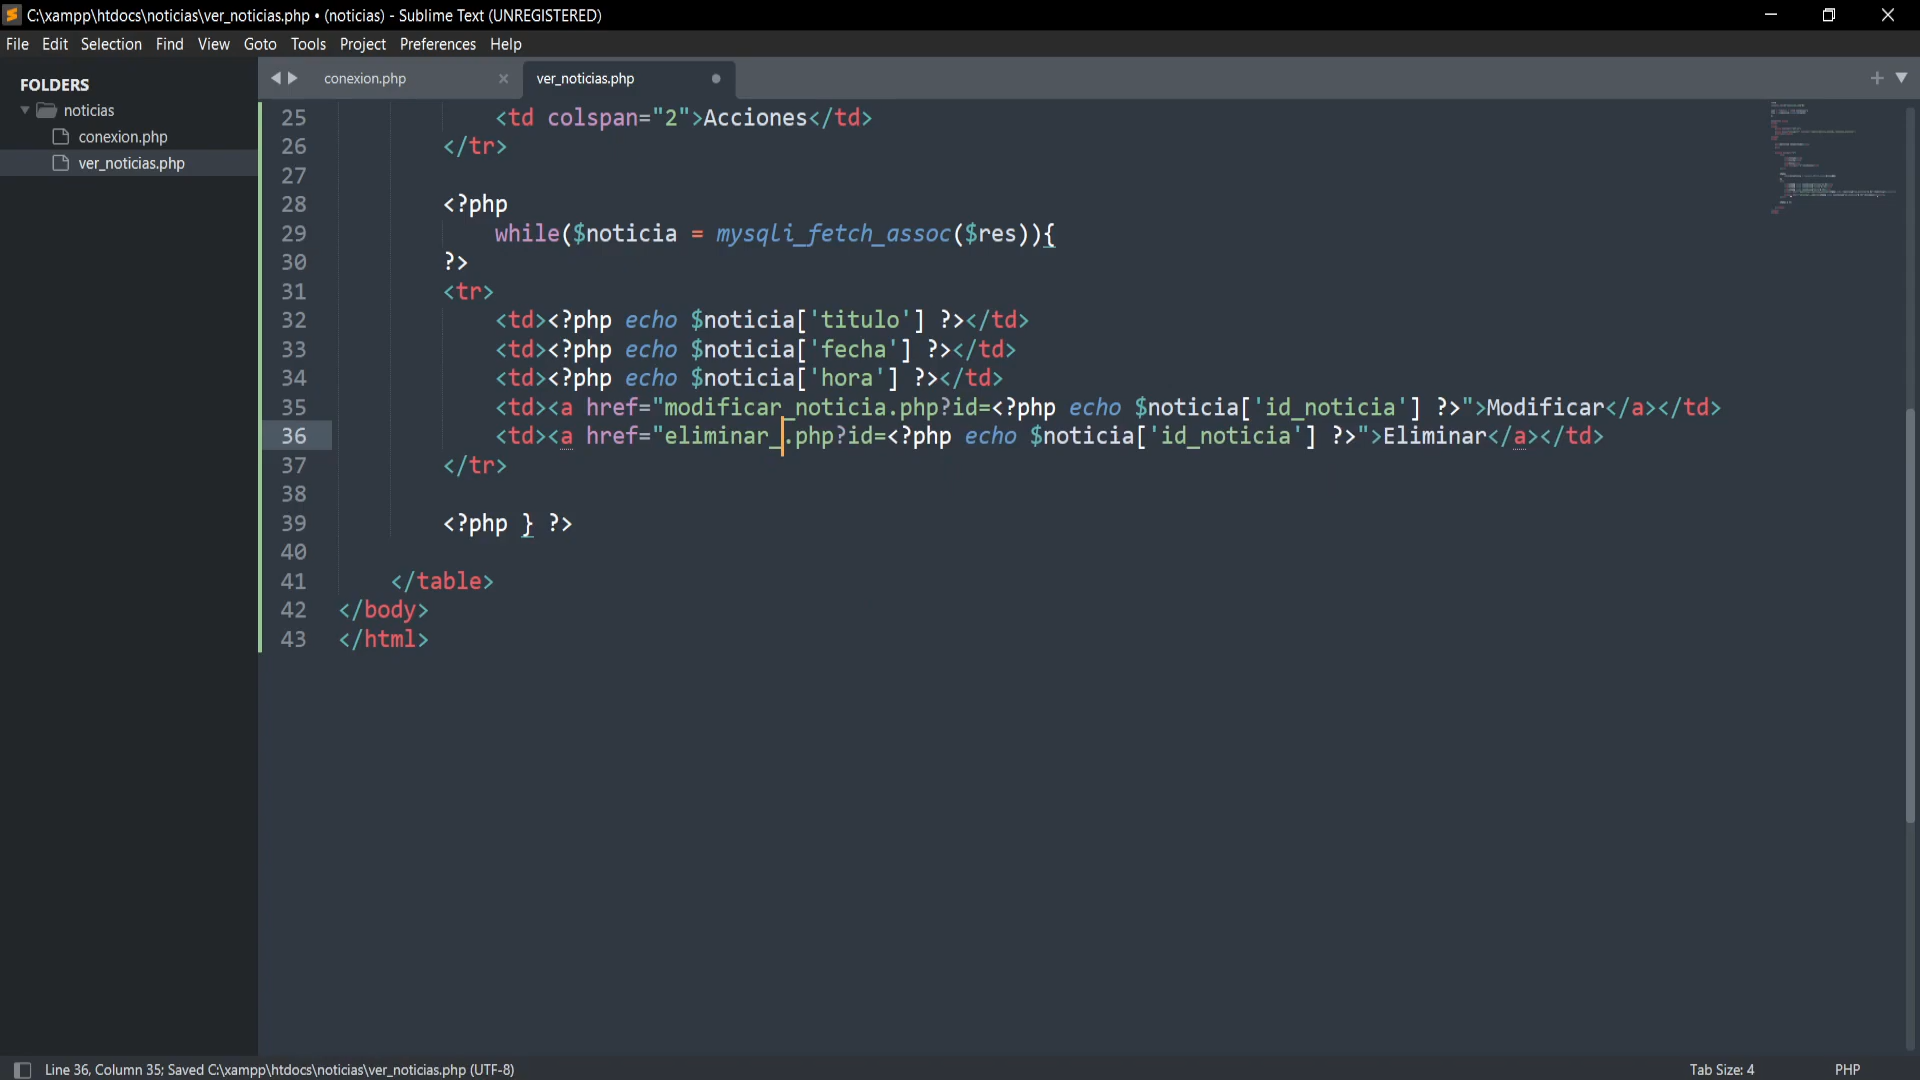 C:\xampp\htdocs\noticias\ver_noticias.php • (noticias) - Sublime Text (UNREGISTERED)
File Edit Selection Find View Goto Tools Project Preferences Help
FOLDERS
noticias
conexion.php
ver_noticias.php
conexion.php × ver_noticias.php
25 <td colspan="2">Acciones</td>
26 </tr>
27
28 <?php
29 while($noticia = mysqli_fetch_assoc($res)){
30 ?>
31 <tr>
32 <td><?php echo $noticia['titulo'] ?></td>
33 <td><?php echo $noticia['fecha'] ?></td>
34 <td><?php echo $noticia['hora'] ?></td>
35 <td><a href="modificar_noticia.php?id=<?php echo $noticia['id_noticia'] ?>">Modificar</a></td>
36 <td><a href="eliminar_.php?id=<?php echo $noticia['id_noticia'] ?>">Eliminar</a></td>
37 </tr>
38
39 <?php } ?>
40
41 </table>
42 </body>
43 </html>
Line 36, Column 35; Saved C:\xampp\htdocs\noticias\ver_noticias.php (UTF-8) Tab Size: 4 PHP